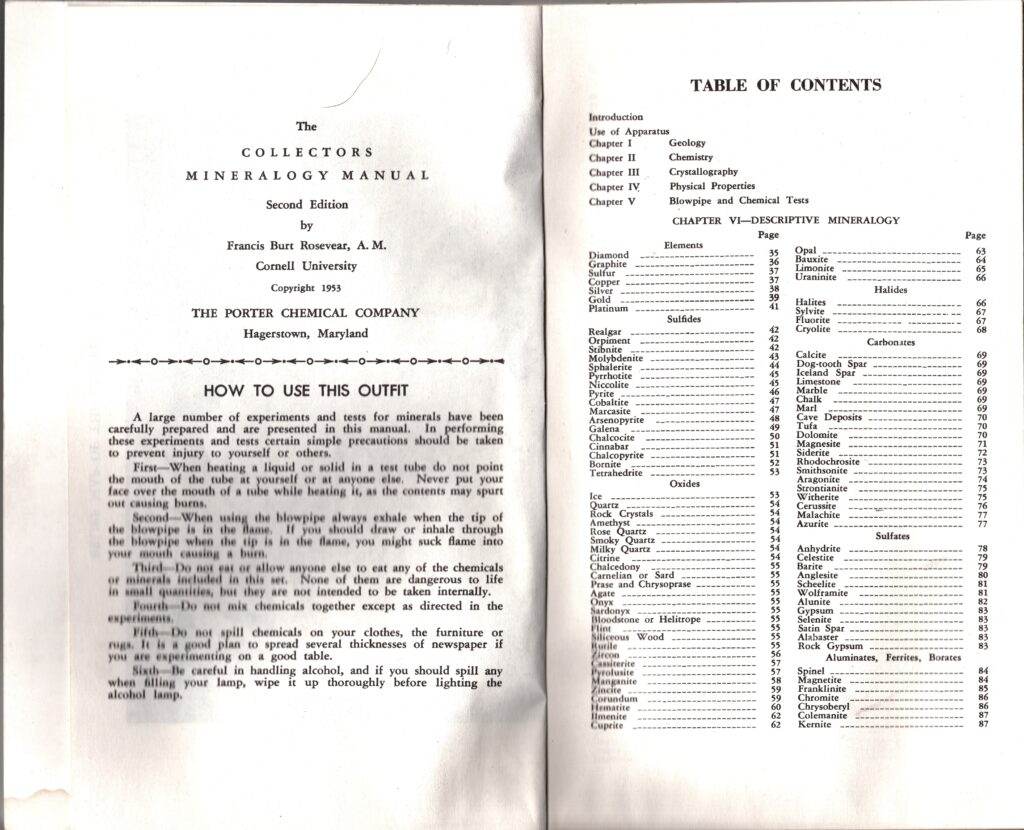 The
COLLECTORS
MINERALOGY MANUAL
Second Edition
by
Francis Burt Rosevear, A. M.
Cornell University
Copyright 1953
THE PORTER CHEMICAL COMPANY
Hagerstown, Maryland
HOW TO USE THIS OUTFIT
A large number of experiments and tests for minerals have been
carefully prepared and are presented in this manual. In performing
these experiments and tests certain simple precautions should be taken
to prevent injury to yourself or others.
First—When heating a liquid or solid in a test tube do not point
the mouth of the tube at yourself or at anyone else. Never put your
face over the mouth of a tube while heating it, as the contents may spurt
out causing burns.
Second—When using the blowpipe always exhale when the tip of
the blowpipe is in the flame. If you should draw or inhale through
the blowpipe when the tip is in the flame, you might suck flame into
your mouth causing a burn.
Third—Do not eat or allow anyone else to eat any of the chemicals
or minerals included in this set. None of them are dangerous to life
in small quantities, but they are not intended to be taken internally.
Fourth—Do not mix chemicals together except as directed in the
experiments.
Fifth—Do not spill chemicals on your clothes, the furniture or
rugs. It is a good plan to spread several thicknesses of newspaper if
you are experimenting on a good table.
Sixth—Be careful in handling alcohol, and if you should spill any
when filling your lamp, wipe it up thoroughly before lighting the
alcohol lamp.
TABLE OF CONTENTS
Introduction
Use of Apparatus
Chapter I Geology
Chapter II Chemistry
Chapter III Crystallography
Chapter IV Physical Properties
Chapter V Blowpipe and Chemical Tests
CHAPTER VI—DESCRIPTIVE MINERALOGY
Page
Elements
Diamond 35
Graphite 36
Sulfur 37
Copper 37
Silver 38
Gold 39
Platinum 41
Sulfides
Realgar 42
Orpiment 42
Stibnite 42
Molybdenite 43
Sphalerite 44
Pyrrhotite 45
Niccolite 45
Pyrite 46
Cobaltite 47
Marcasite 47
Arsenopyrite 48
Galena 49
Chalcocite 50
Cinnabar 51
Chalcopyrite 51
Bornite 52
Tetrahedrite 53
Oxides
Ice 53
Quartz 54
Rock Crystals 54
Amethyst 54
Rose Quartz 54
Smoky Quartz 54
Milky Quartz 54
Citrine 54
Chalcedony 55
Carnelian or Sard 55
Prase and Chrysoprase 55
Agate 55
Onyx 55
Sardonyx 55
Bloodstone or Helitrope 55
Flint 55
Siliceous Wood 55
Rutile 55
Zircon 56
Cassiterite 57
Pyrolusite 57
Manganite 58
Zincite 59
Corundum 59
Hematite 60
Ilmenite 62
Cuprite 62
Page
Opal 63
Bauxite 64
Limonite 65
Uraninite 66
Halides
Halites 66
Sylvite 67
Fluorite 67
Cryolite 68
Carbonates
Calcite 69
Dog-tooth Spar 69
Iceland Spar 69
Limestone 69
Marble 69
Chalk 69
Marl 69
Cave Deposits 70
Tufa 70
Dolomite 70
Magnesite 71
Siderite 72
Rhodochrosite 73
Smithsonite 73
Aragonite 74
Strontianite 75
Witherite 75
Cerussite 76
Malachite 77
Azurite 77
Sulfates
Anhydrite 78
Celestite 79
Barite 79
Anglesite 80
Scheelite 81
Wolframite 81
Alunite 82
Gypsum 83
Selenite 83
Satin Spar 83
Alabaster 83
Rock Gypsum 83
Aluminates, Ferrites, Borates
Spinel 84
Magnetite 84
Franklinite 85
Chromite 86
Chrysoberyl 86
Colemanite 87
Kernite 87